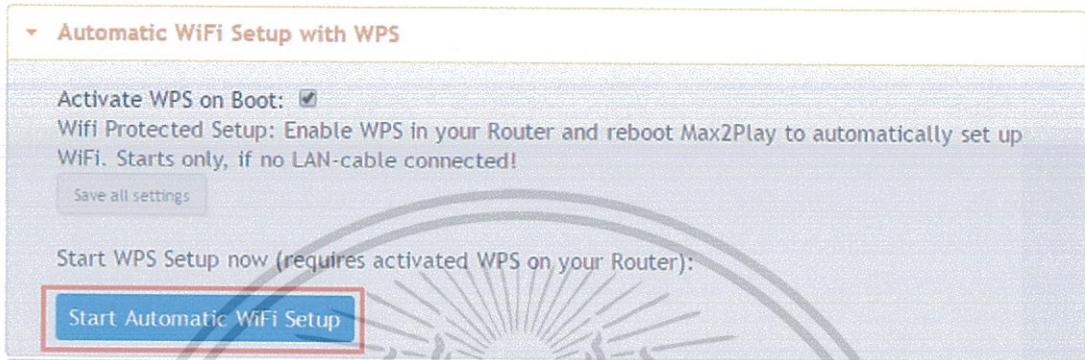 Automatic WiFi Setup with WPS
Activate WPS on Boot:
Wifi Protected Setup: Enable WPS in your Router and reboot Max2Play to automatically set up
WiFi. Starts only, if no LAN-cable connected!
Save all settings
Start WPS Setup now (requires activated WPS on your Router):
Start Automatic WiFi Setup